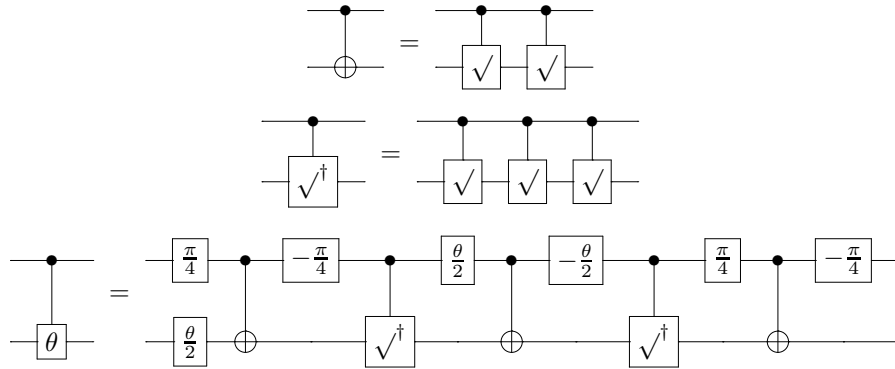 = √ √
√† = √ √ √
π/4 −π/4 θ/2 −θ/2 π/4 −π/4
=
θ θ/2 √† √†